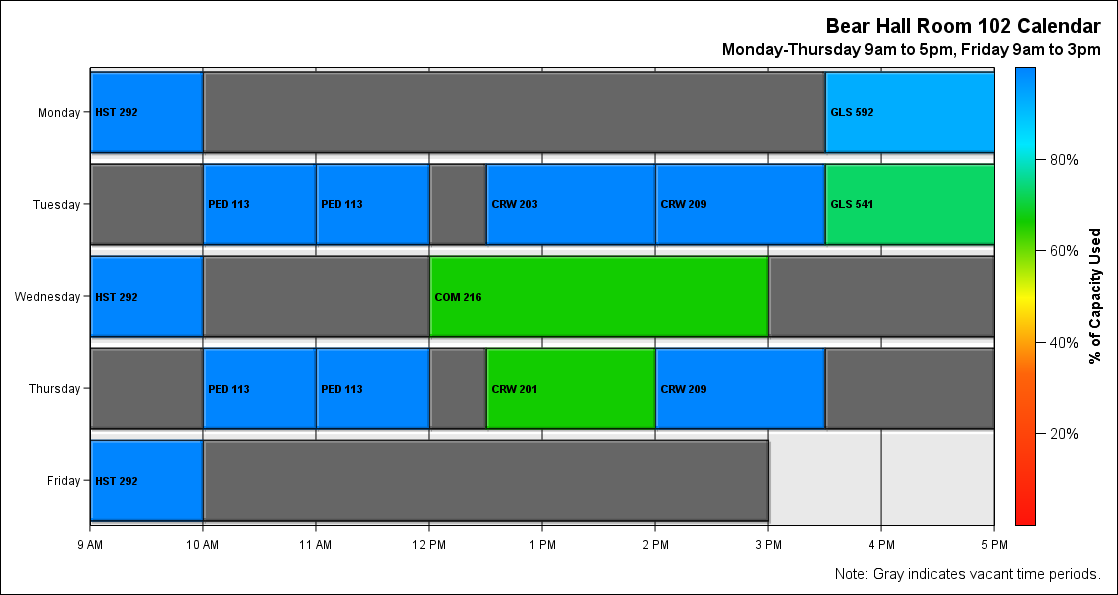 Bear Hall Room 102 Calendar
Monday-Thursday 9am to 5pm, Friday 9am to 3pm
Monday
HST 292
GLS 592
Tuesday
PED 113
PED 113
CRW 203
CRW 209
GLS 541
Wednesday
HST 292
COM 216
Thursday
PED 113
PED 113
CRW 201
CRW 209
Friday
HST 292
9 AM
10 AM
11 AM
12 PM
1 PM
2 PM
3 PM
4 PM
5 PM
80%
60%
40%
20%
% of Capacity Used
Note: Gray indicates vacant time periods.